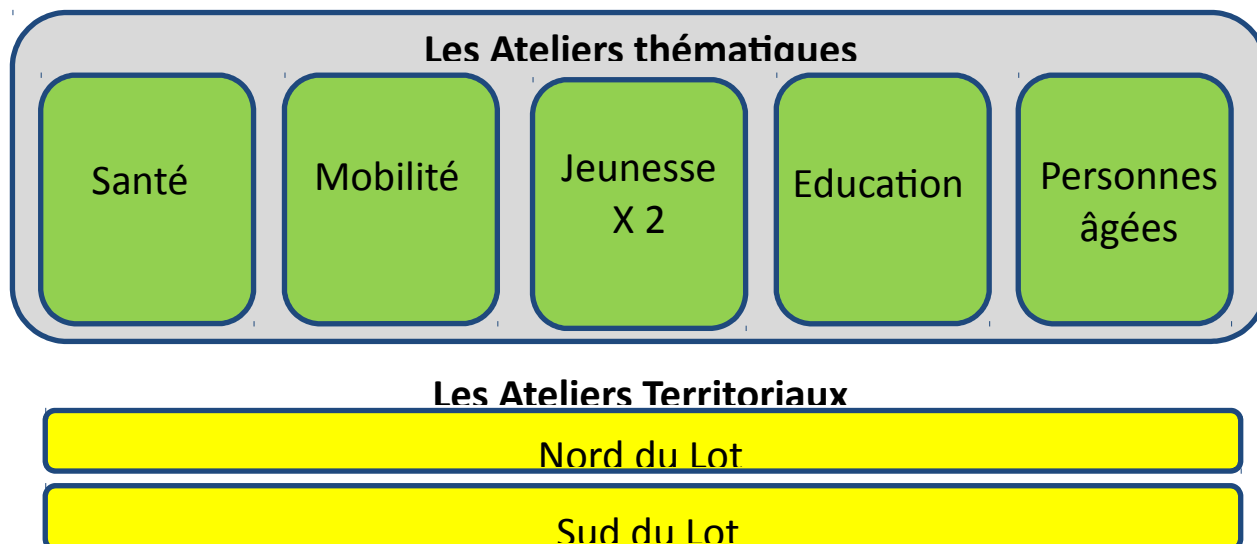 Les Ateliers thématiques
Santé
Mobilité
Jeunesse
X 2
Education
Personnes
âgées
Les Ateliers Territoriaux
Nord du Lot
Sud du Lot